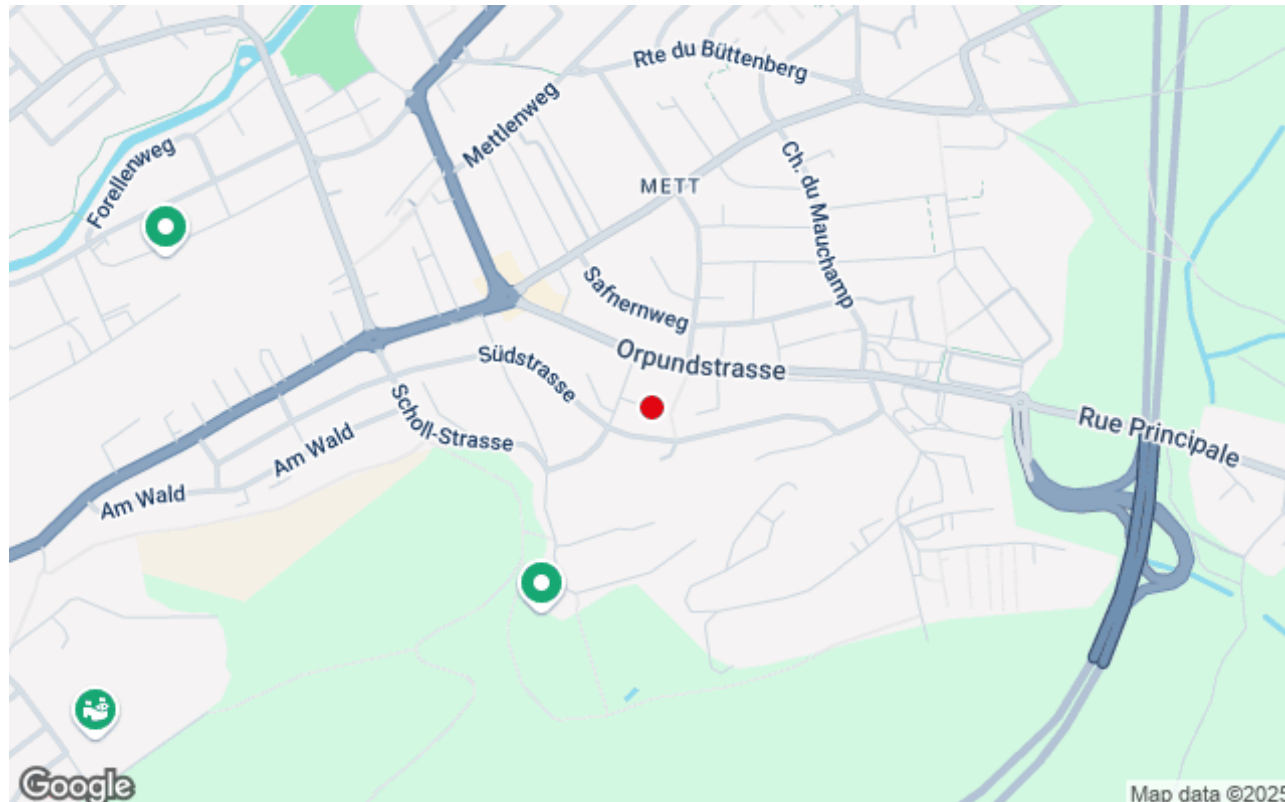 Rte du Büttenberg
Mettlenweg
Forellenweg
METT
Ch. du Mauchamp
Safnernweg
Orpundstrasse
Südstrasse
Scholl-Strasse
Am Wald
Am Wald
Rue Principale
Google
Map data ©2025